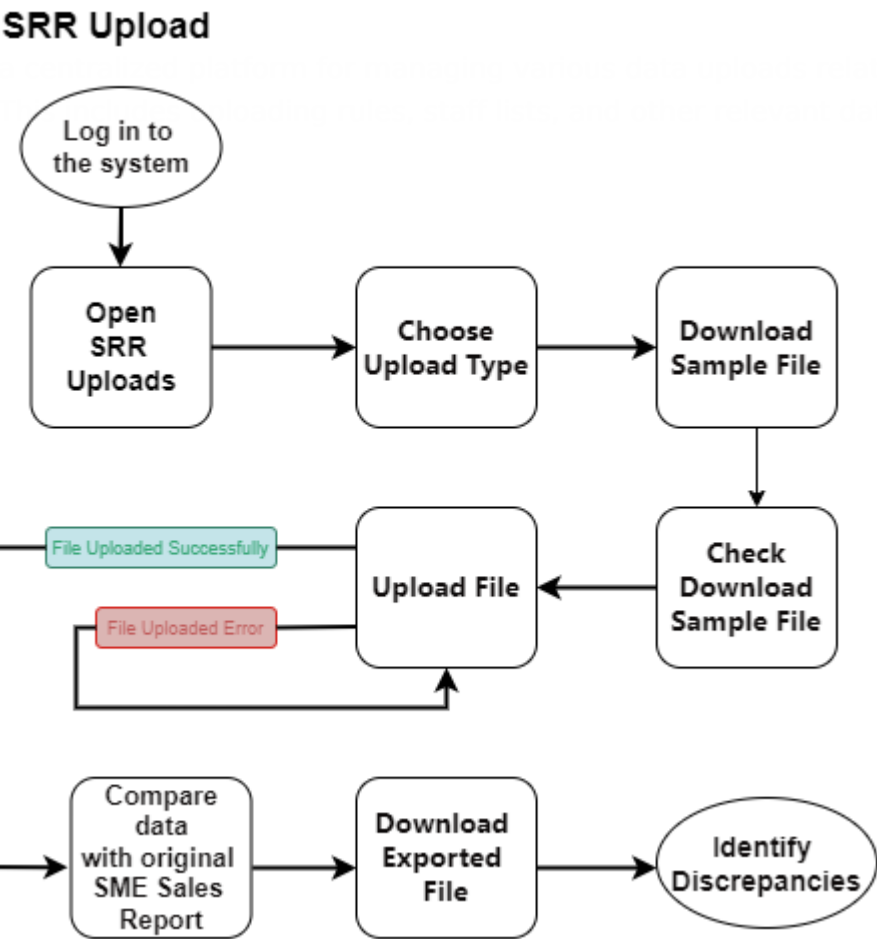 SRR Upload
Log in to
the system
Open
SRR
Uploads
Choose
Upload Type
Download
Sample File
Check
Download
Sample File
Upload File
File Uploaded Successfully
File Uploaded Error
Compare
data
with original
SME Sales
Report
Download
Exported
File
Identify
Discrepancies